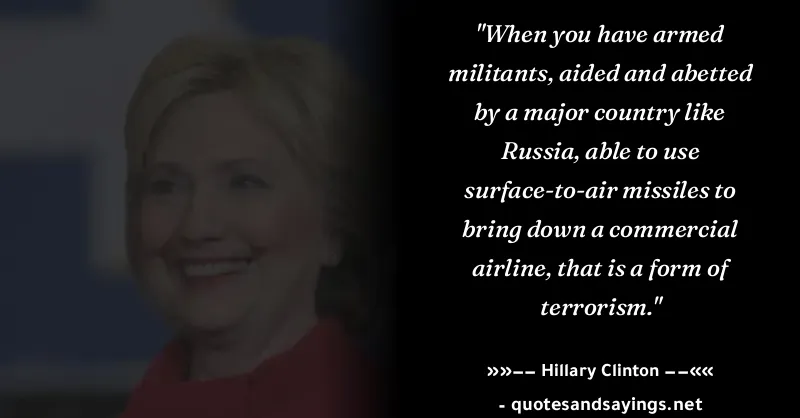 "When you have armed
militants, aided and abetted
by a major country like
Russia, able to use
surface-to-air missiles to
bring down a commercial
airline, that is a form of
terrorism."
»»–– Hillary Clinton ––««
- quotesandsayings.net